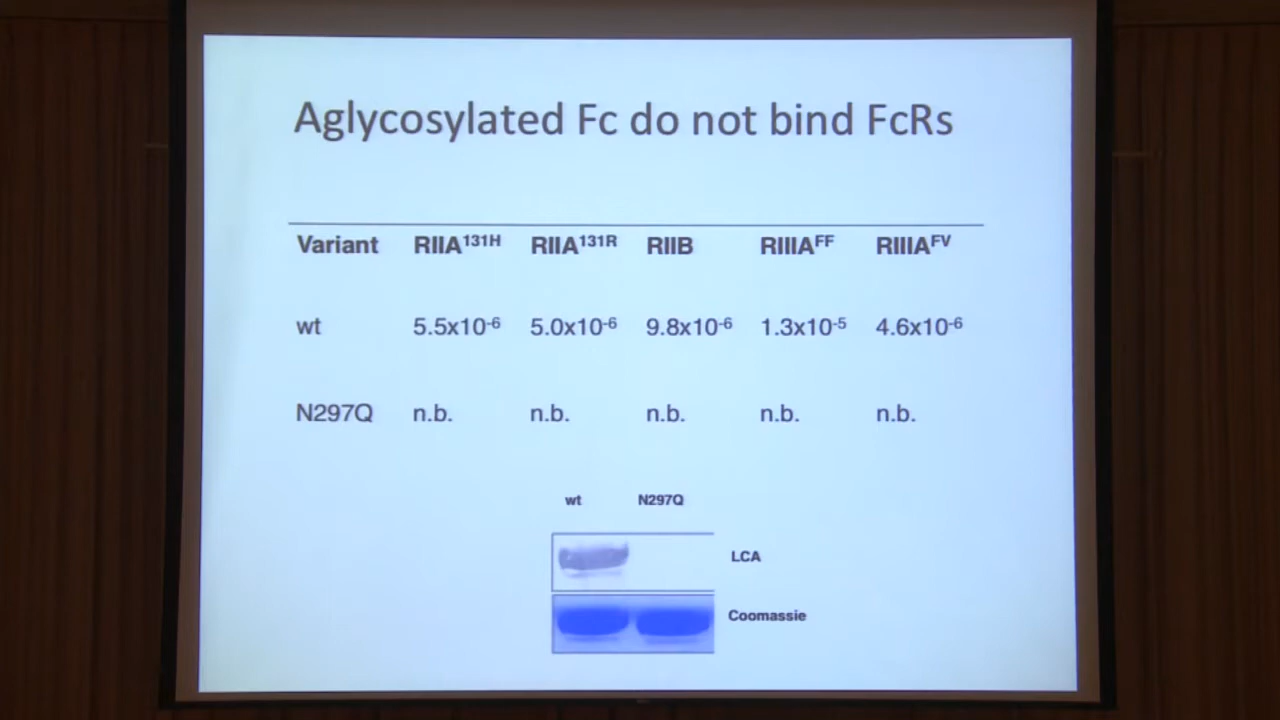 Aglycosylated Fc do not bind FcRs
Variant RIIA¹³¹ᴴ RIIA¹³¹ᴿ RIIB RIIIAFF RIIIAFV
wt 5.5x10⁻⁶ 5.0x10⁻⁶ 9.8x10⁻⁶ 1.3x10⁻⁵ 4.6x10⁻⁶
N297Q n.b. n.b. n.b. n.b. n.b.
wt N297Q
LCA
Coomassie